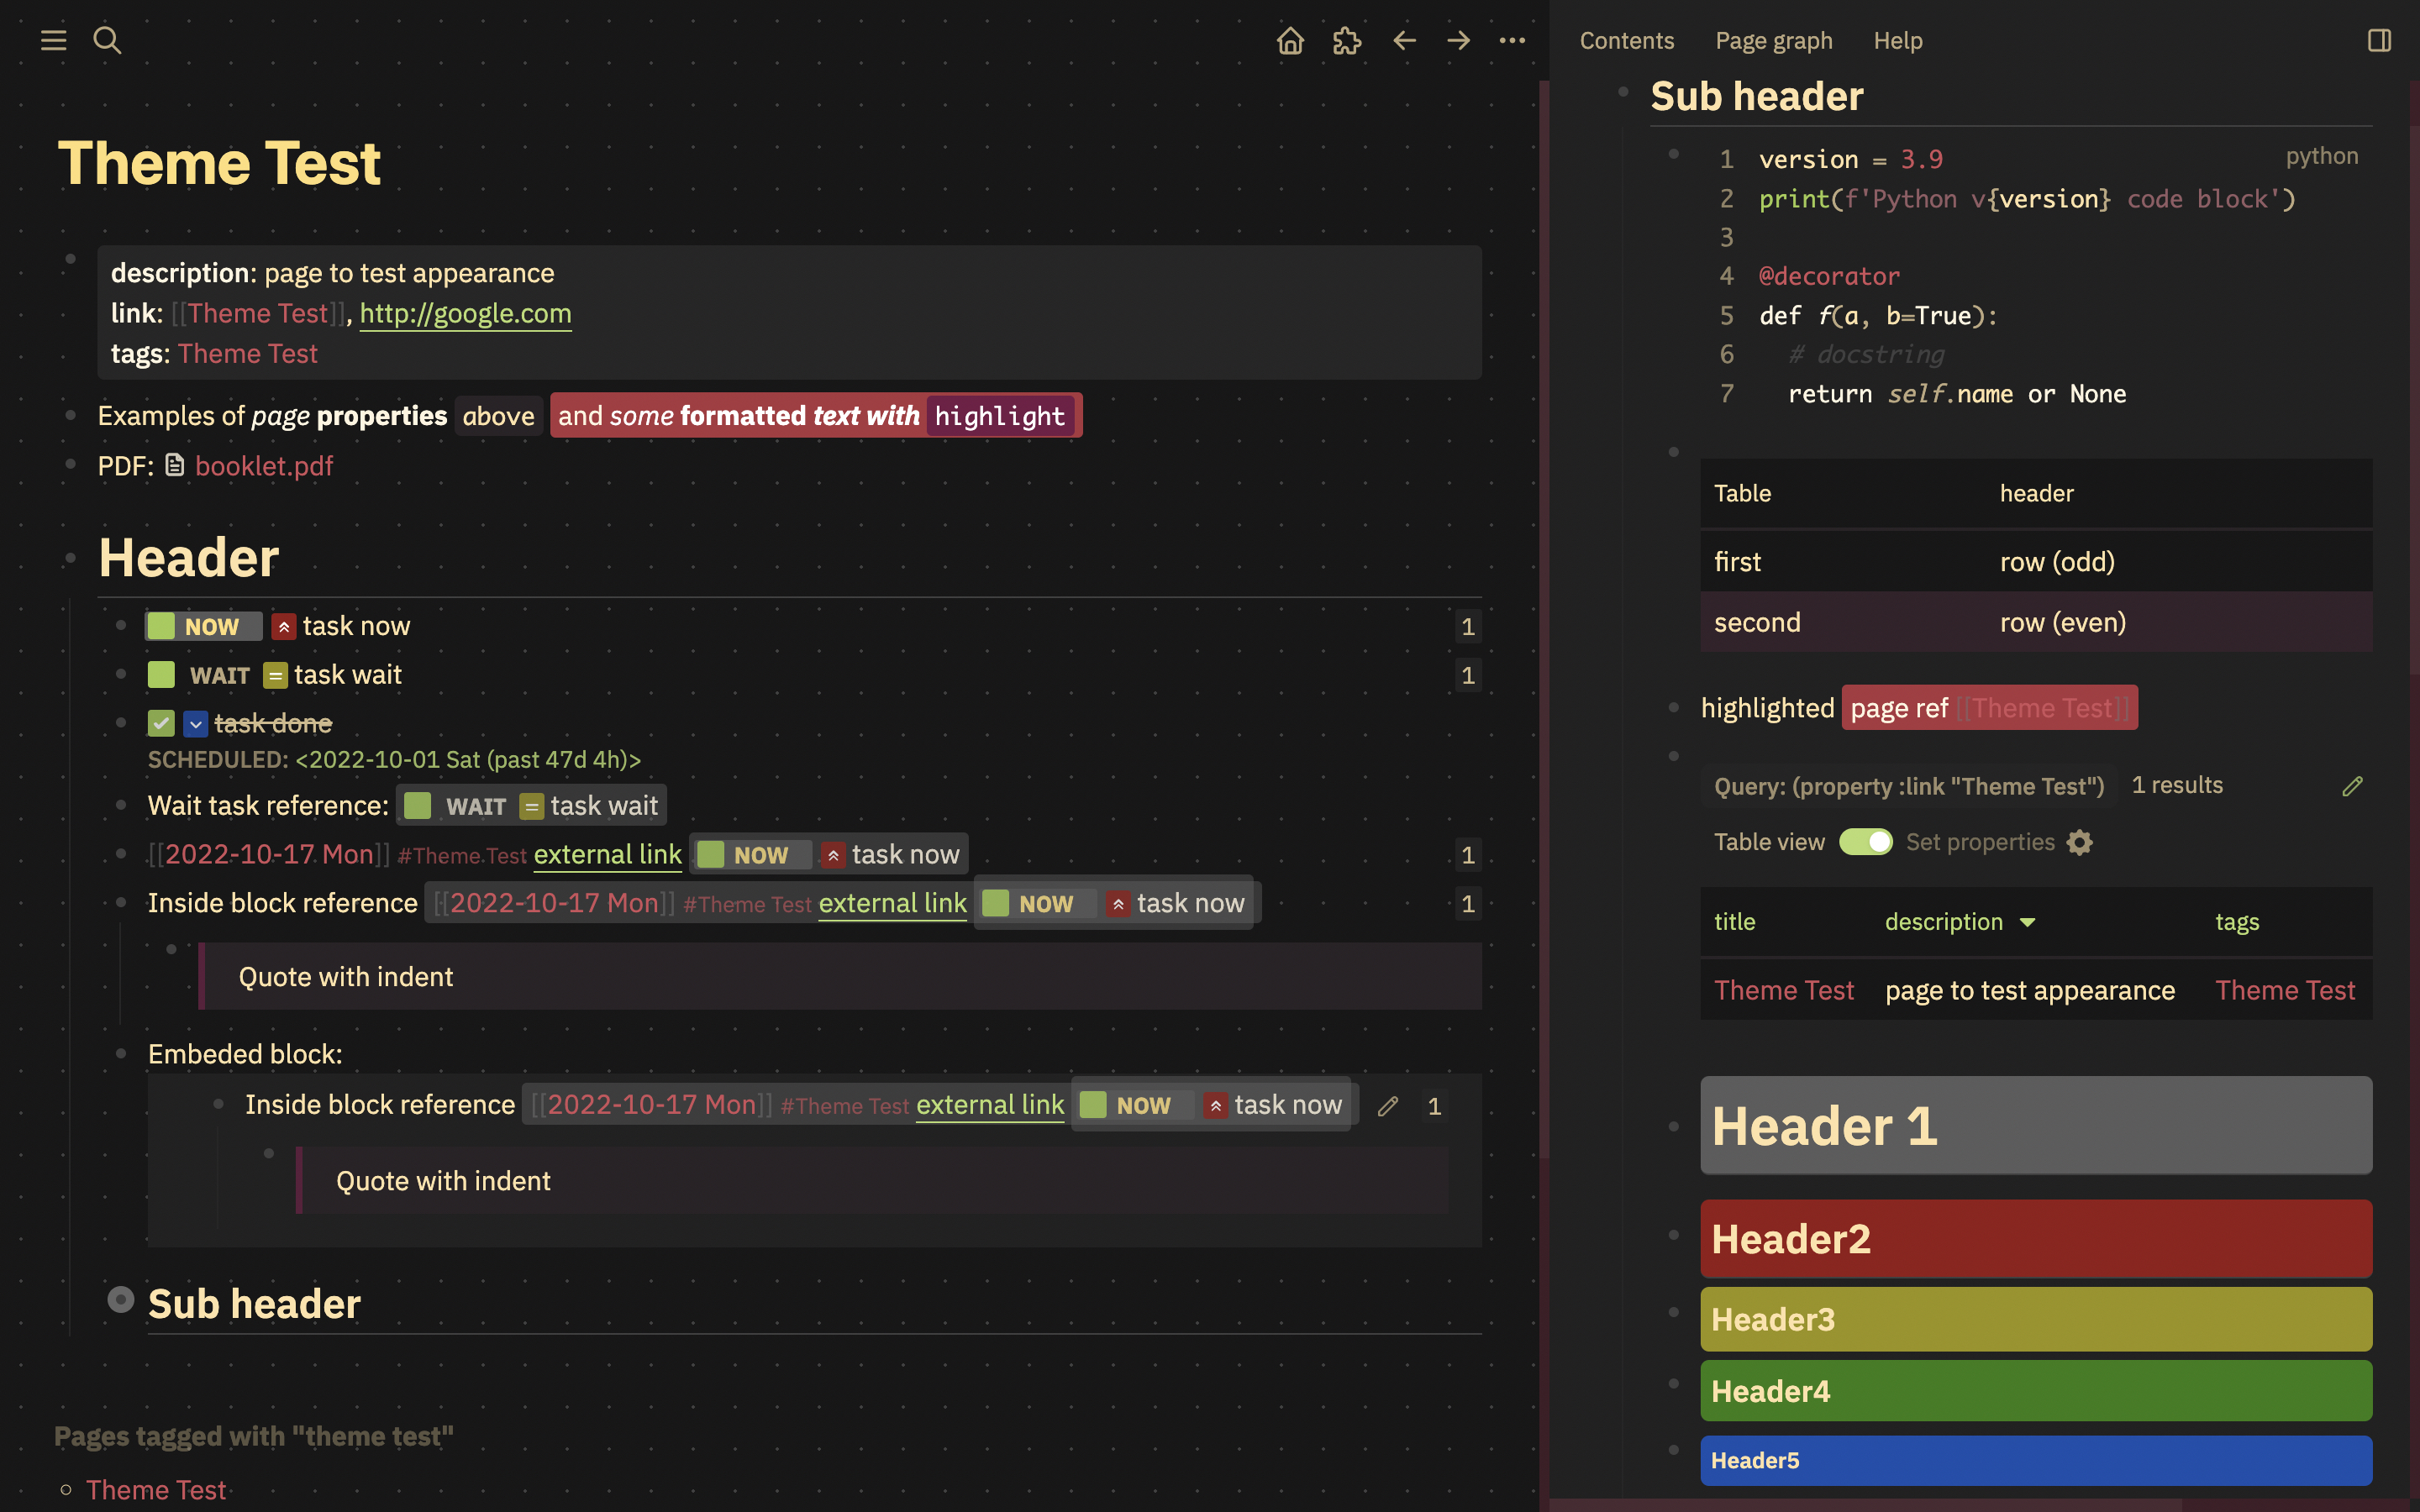 Theme Test
description: page to test appearance
link: [[Theme Test]], http://google.com
tags: Theme Test
Examples of page properties above and some formatted text with highlight
PDF: booklet.pdf
Header
NOW task now 1
WAIT = task wait 1
task done
SCHEDULED: <2022-10-01 Sat (past 47d 4h)>
Wait task reference: WAIT = task wait
[[2022-10-17 Mon]] #Theme Test external link NOW task now 1
Inside block reference [[2022-10-17 Mon]] #Theme Test external link NOW task now 1
Quote with indent
Embeded block:
Inside block reference [[2022-10-17 Mon]] #Theme Test external link NOW task now 1
Quote with indent
Sub header
Pages tagged with "theme test"
Theme Test
Contents Page graph Help
Sub header
python
1 version = 3.9
2 print(f'Python v{version} code block')
3
4 @decorator
5 def f(a, b=True):
6 # docstring
7 return self.name or None
Table header
first row (odd)
second row (even)
highlighted page ref [[Theme Test]]
Query: (property :link "Theme Test") 1 results
Table view Set properties
title description tags
Theme Test page to test appearance Theme Test
Header 1
Header2
Header3
Header4
Header5